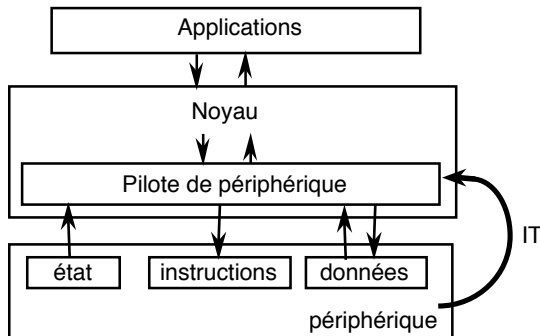 Applications
Noyau
Pilote de périphérique
IT
état
instructions
données
périphérique